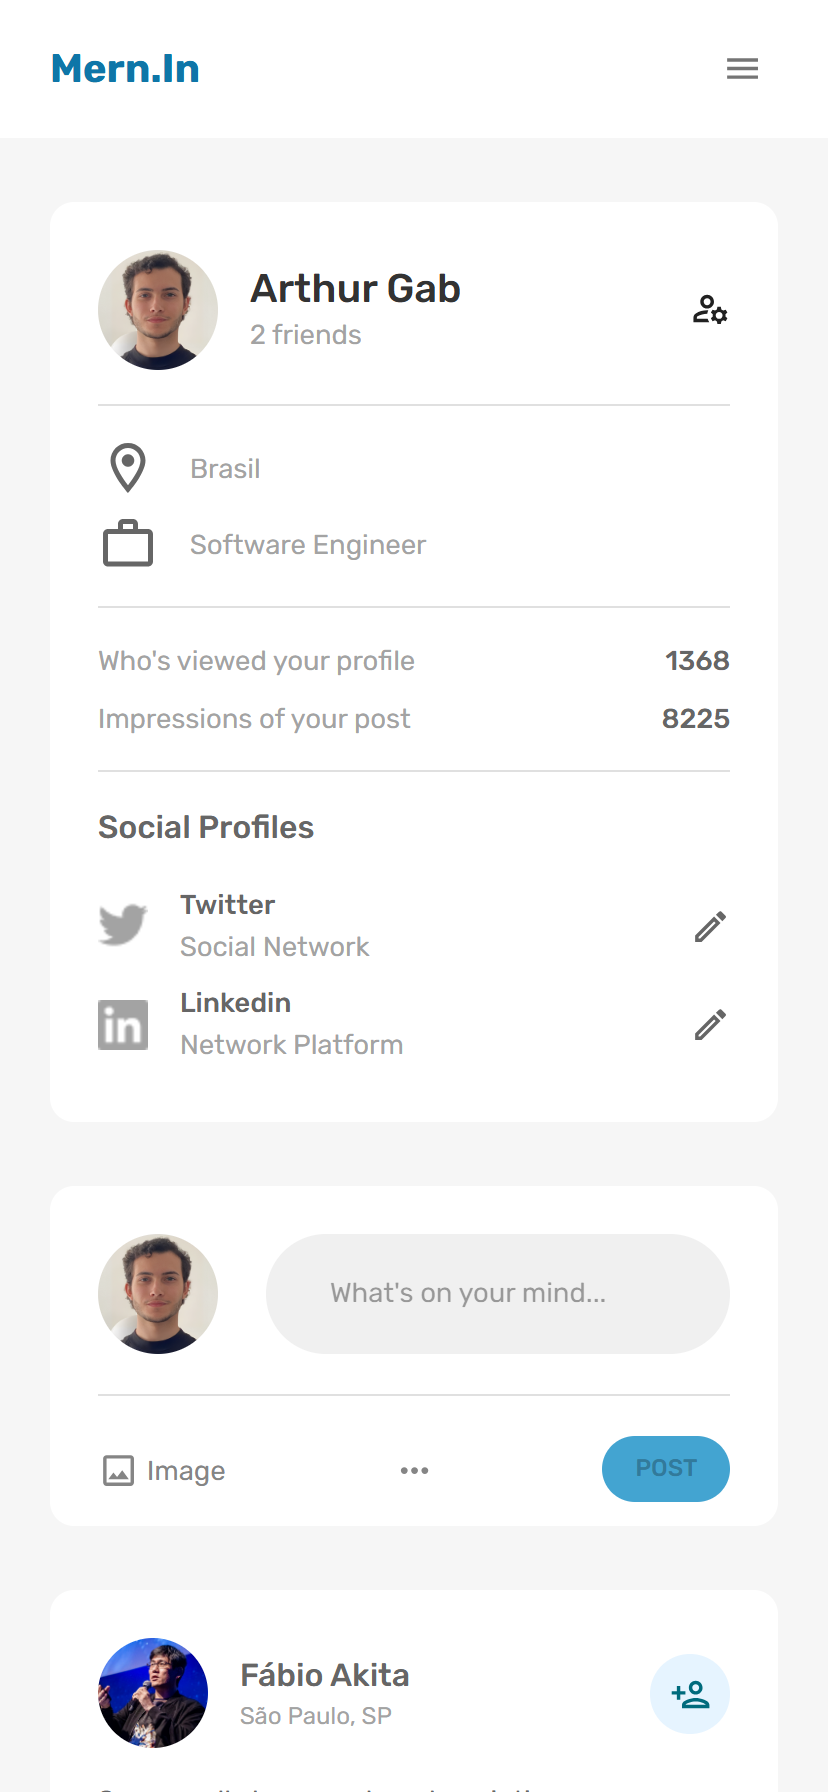 Mern.In
Arthur Gab
2 friends
Brasil
Software Engineer
Who's viewed your profile 1368
Impressions of your post 8225
Social Profiles
Twitter
Social Network
in
Linkedin
Network Platform
What's on your mind...
Image
POST
Fábio Akita
São Paulo, SP